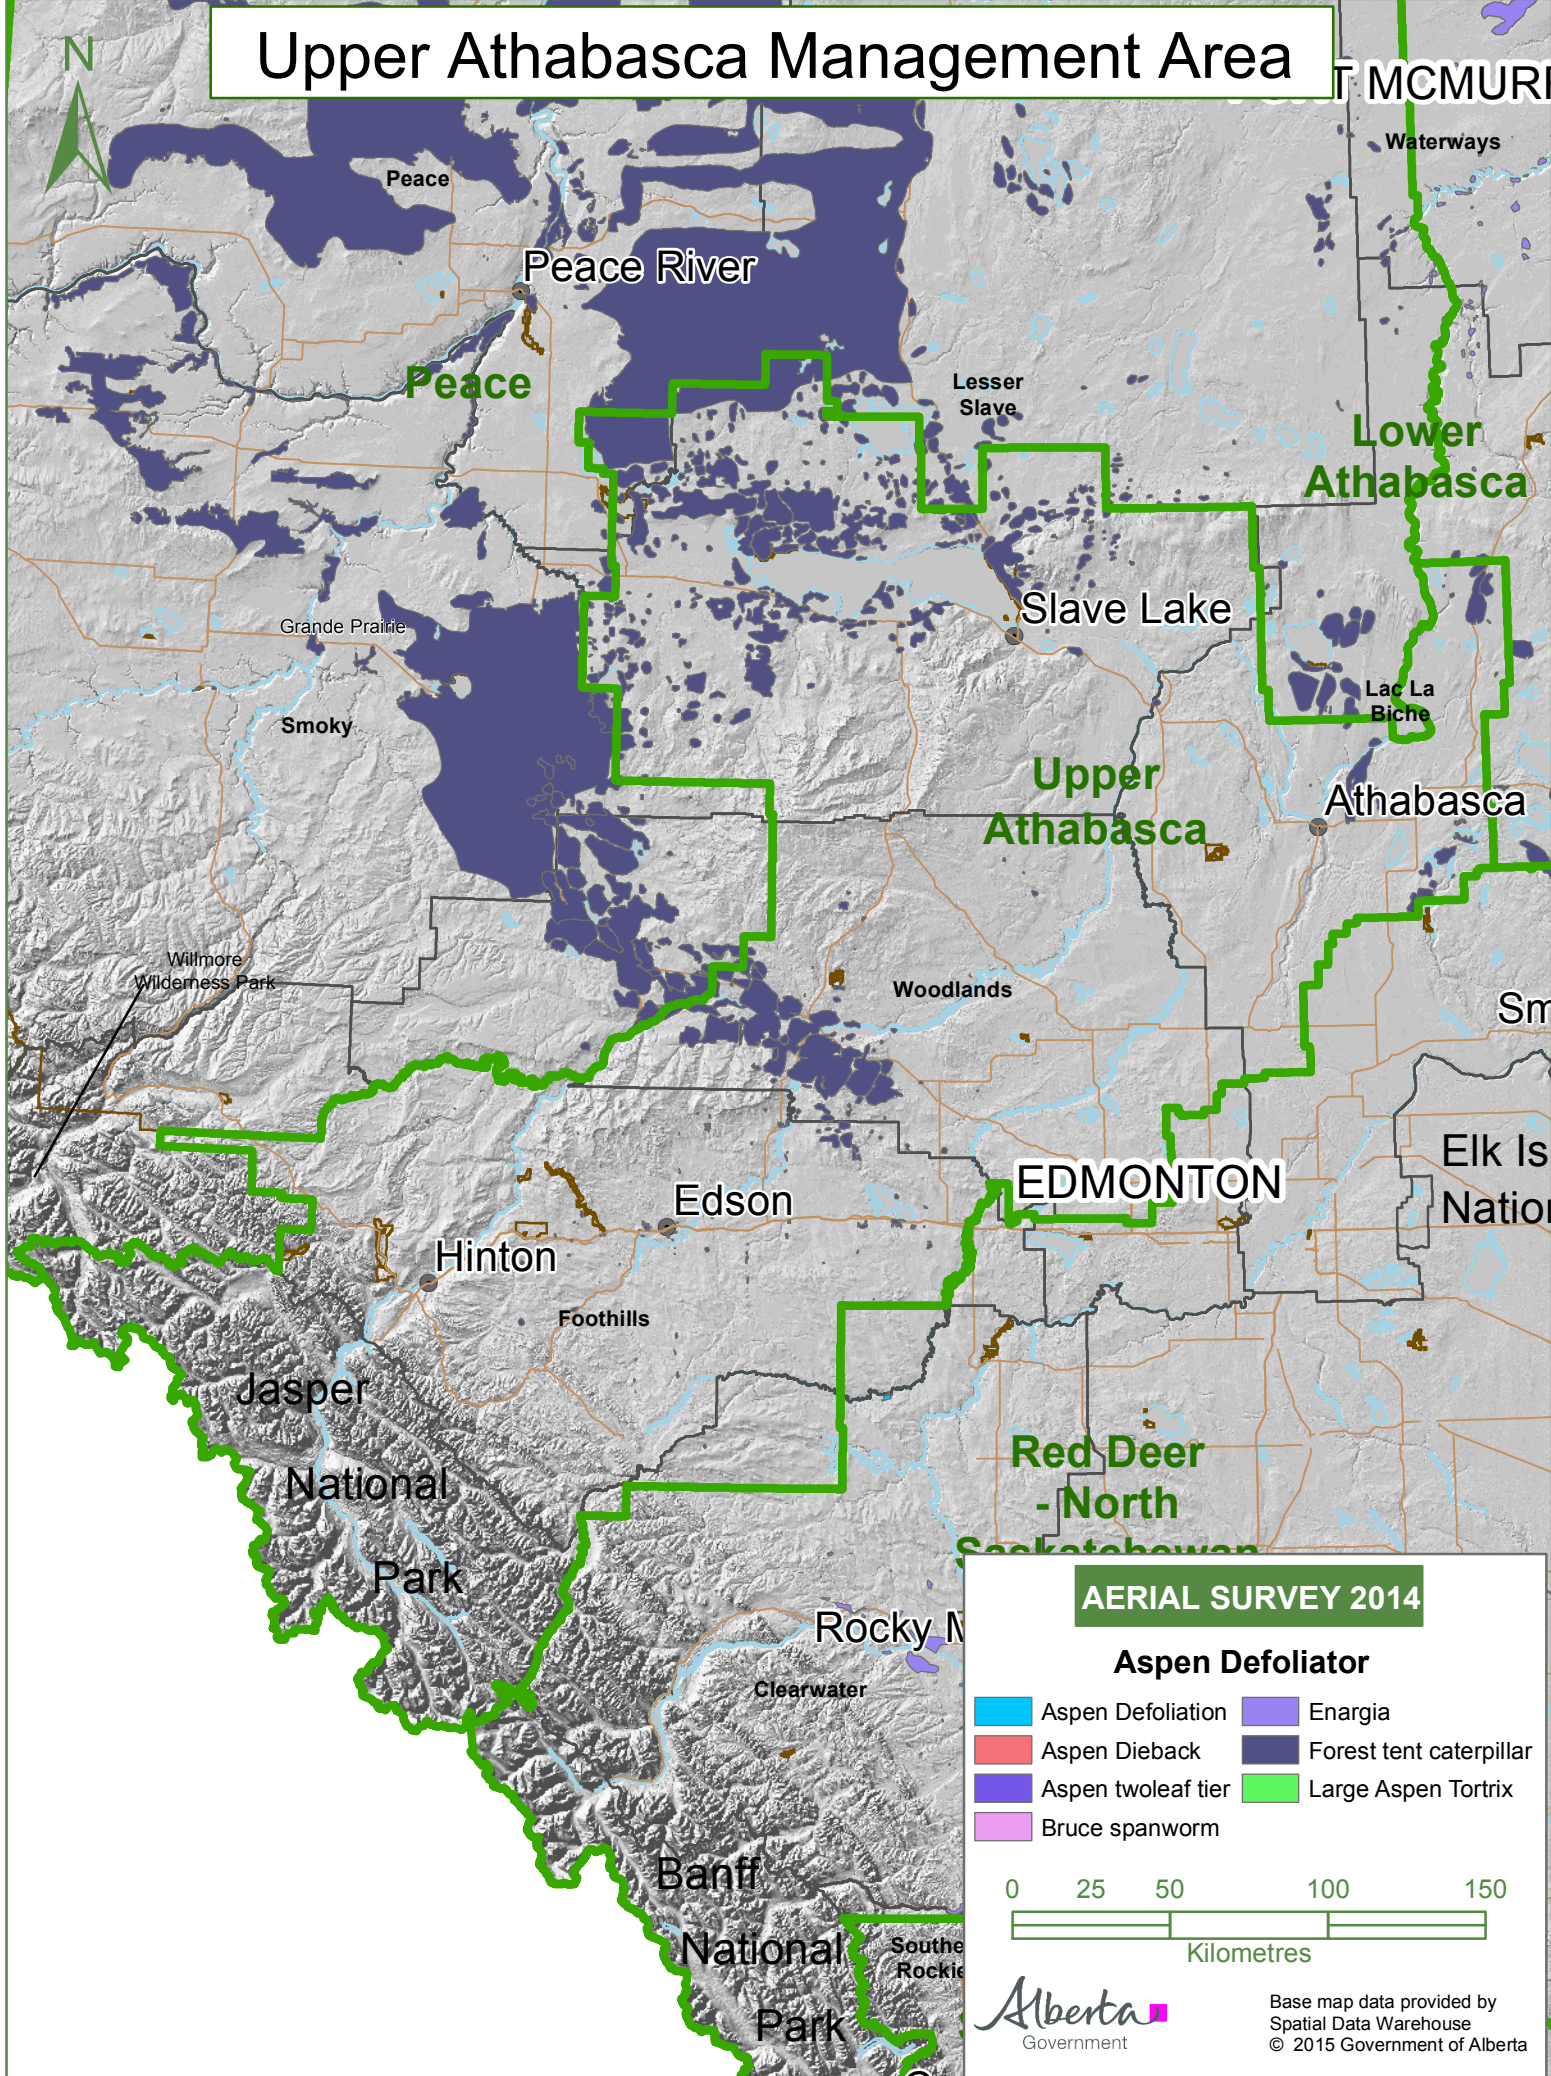 Upper Athabasca Management Area
N
T MCMUR
Waterways
Peace
Peace River
Peace
Lesser
Slave
Lower
Athabasca
Slave Lake
Grande Prairie
Lac La
Biche
Smoky
Upper
Athabasca
Athabasca
Willmore
Wilderness Park
Woodlands
Sm
Elk Is
Nation
EDMONTON
Edson
Hinton
Foothills
Jasper
National
Park
Red Deer
- North
Saskatchewan
Rocky M
Clearwater
Banff
National
Park
Southe
Rockie
AERIAL SURVEY 2014
Aspen Defoliator
Aspen Defoliation
Enargia
Aspen Dieback
Forest tent caterpillar
Aspen twoleaf tier
Large Aspen Tortrix
Bruce spanworm
0 25 50 100 150
Kilometres
Alberta
Government
Base map data provided by
Spatial Data Warehouse
© 2015 Government of Alberta